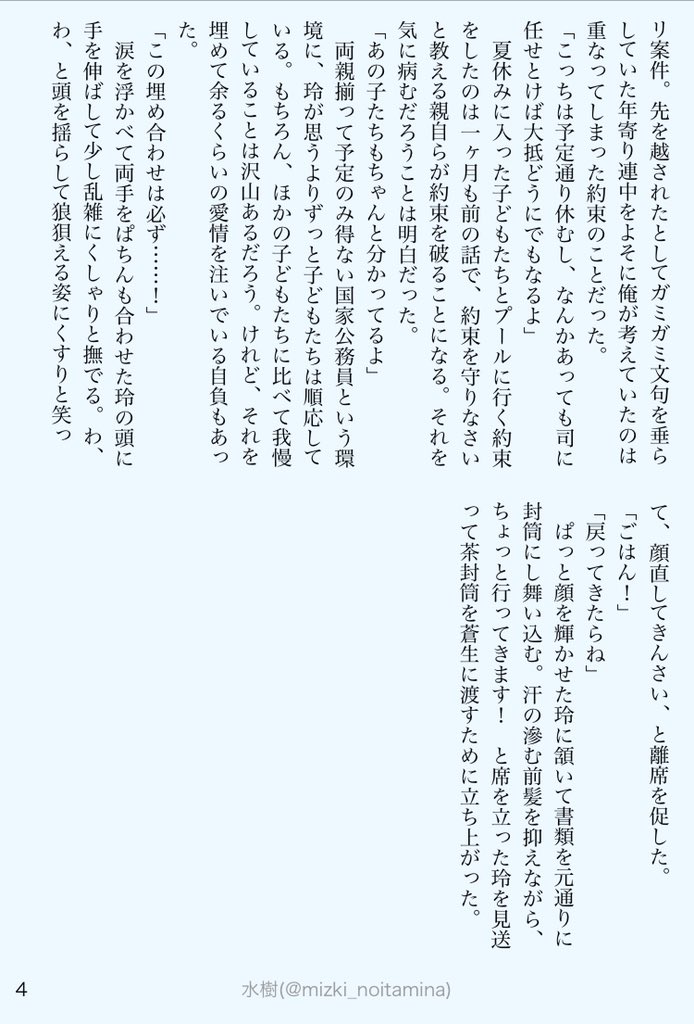 リ案件。先を越されたとしてガミガミ文句を垂ら
していた年寄り連中をよそに俺が考えていたのは
重なってしまった約束のことだった。
「こっちは予定通り休むし、なんかあっても司に
任せとけば大抵どうにでもなるよ」
　夏休みに入った子どもたちとプールに行く約束
をしたのは一ヶ月も前の話で、約束を守りなさい
と教える親自らが約束を破ることになる。それを
気に病むだろうことは明白だった。
「あの子たちもちゃんと分かってるよ」
　両親揃って予定のみ得ない国家公務員という環
境に、玲が思うよりずっと子どもたちは順応して
いる。もちろん、ほかの子どもたちに比べて我慢
していることは沢山あるだろう。けれど、それを
埋めて余るくらいの愛情を注いでいる自負もあっ
た。
「この埋め合わせは必ず……！」
　涙を浮かべて両手をぱちんも合わせた玲の頭に
手を伸ばして少し乱雑にくしゃりと撫でる。わ、
わ、と頭を揺らして狼狽える姿にくすりと笑っ
て、顔直してきんさい、と離席を促した。
「ごはん！」
「戻ってきたらね」
　ぱっと顔を輝かせた玲に頷いて書類を元通りに
封筒にし舞い込む。汗の滲む前髪を抑えながら、
ちょっと行ってきます！　と席を立った玲を見送
って茶封筒を蒼生に渡すために立ち上がった。
4
水樹(@mizki_noitamina)